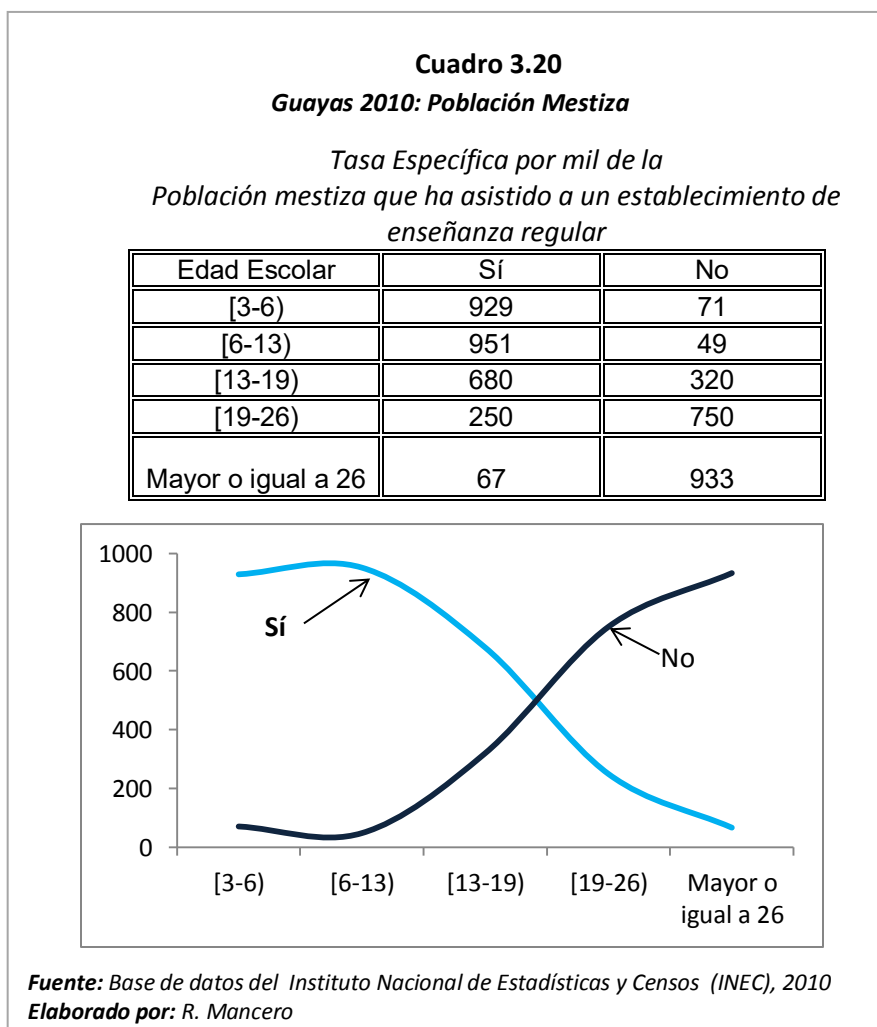 Cuadro 3.20
Guayas 2010: Población Mestiza
Tasa Específica por mil de la
Población mestiza que ha asistido a un establecimiento de
enseñanza regular
Edad Escolar Sí No
[3-6) 929 71
[6-13) 951 49
[13-19) 680 320
[19-26) 250 750
Mayor o igual a 26 67 933
1000
800
600
400
200
0
Sí
No
[3-6) [6-13) [13-19) [19-26) Mayor o
igual a 26
Fuente: Base de datos del Instituto Nacional de Estadísticas y Censos (INEC), 2010
Elaborado por: R. Mancero